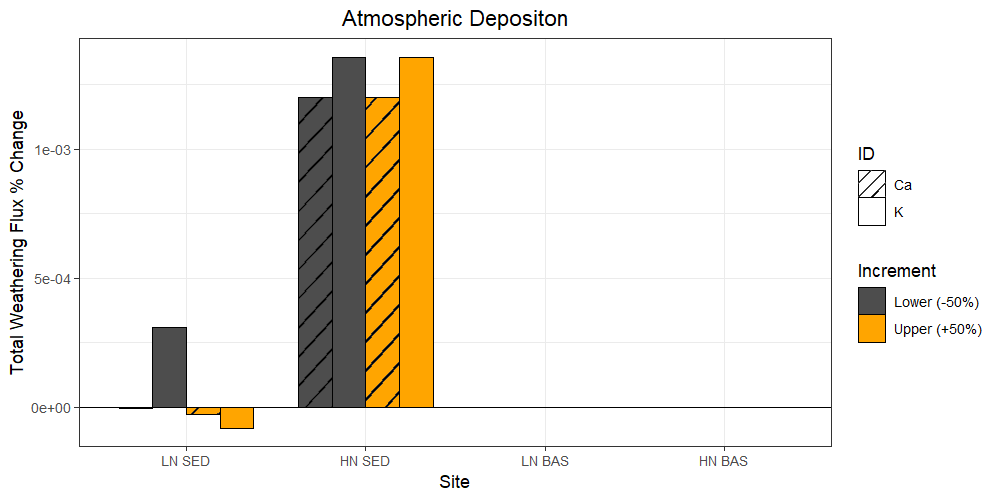 Atmospheric Depositon
Total Weathering Flux % Change
1e-03
5e-04
0e+00
LN SED
HN SED
LN BAS
HN BAS
Site
ID
Ca
K
Increment
Lower (-50%)
Upper (+50%)